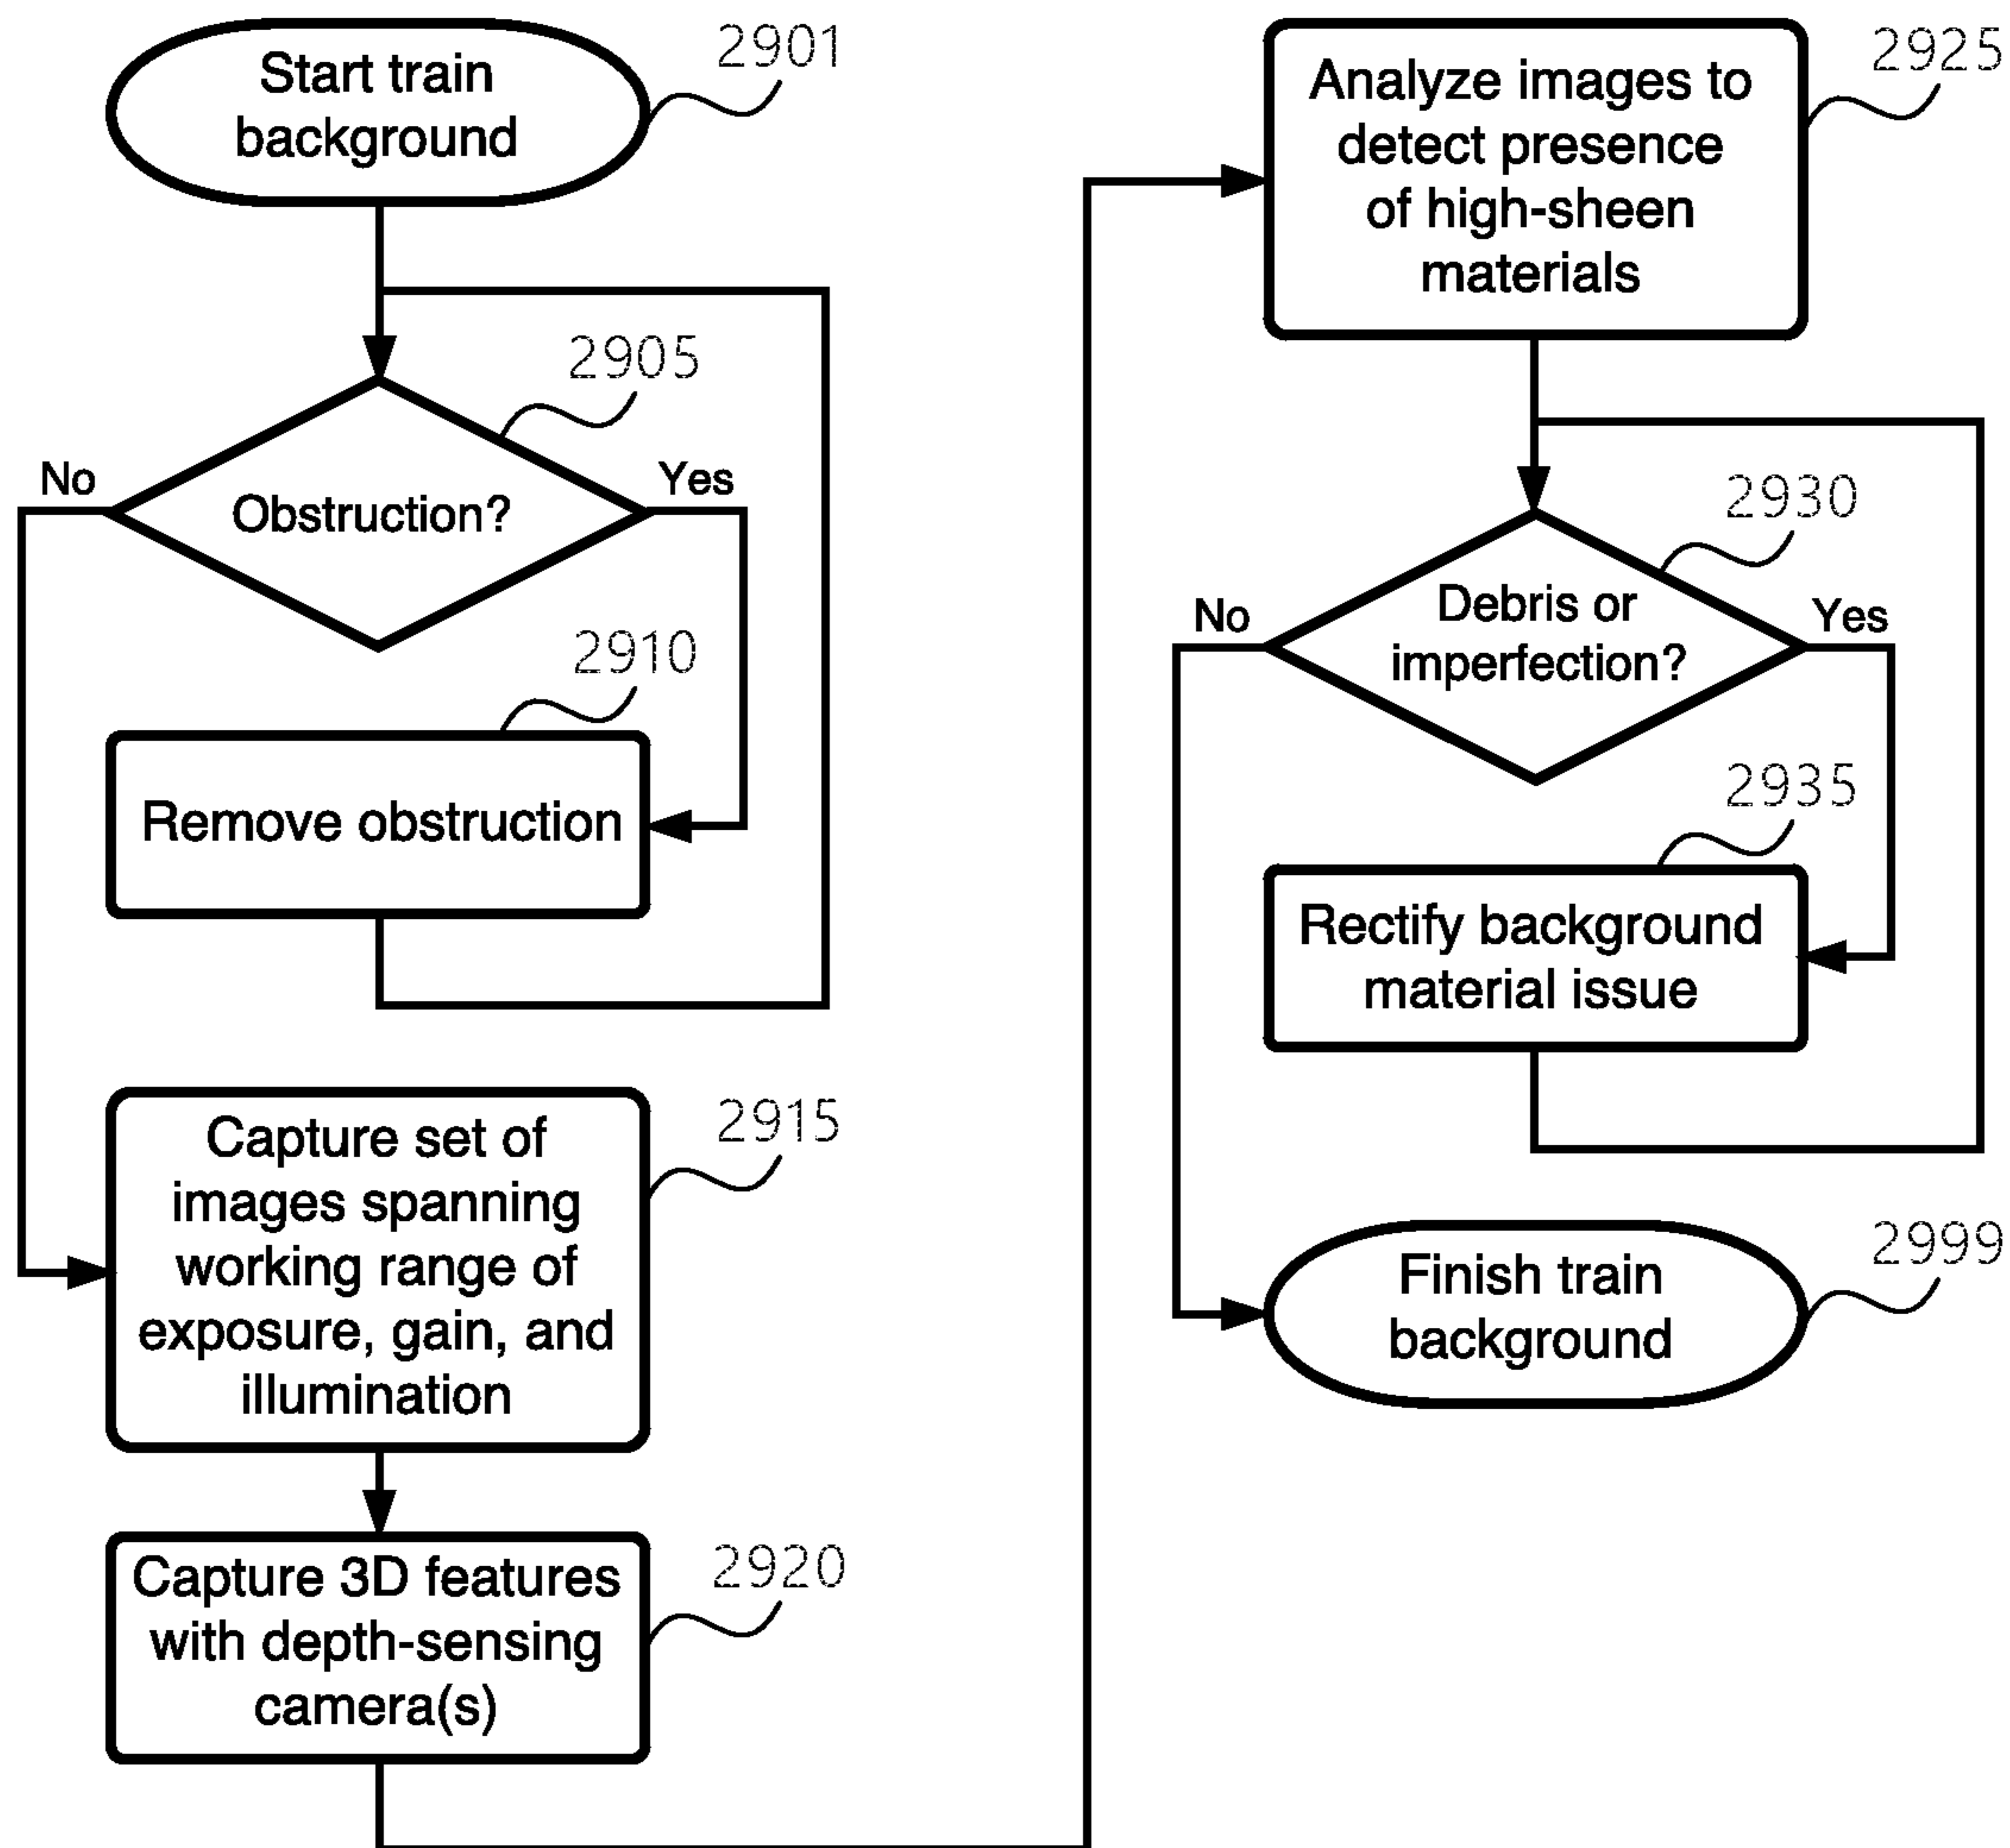 Start train
background
2901
2905
No
Yes
Obstruction?
2910
Remove obstruction
Capture set of
images spanning
working range of
exposure, gain, and
illumination
2915
Capture 3D features
with depth-sensing
camera(s)
2920
Analyze images to
detect presence
of high-sheen
materials
2925
2930
No
Yes
Debris or
imperfection?
2935
Rectify background
material issue
Finish train
background
2999